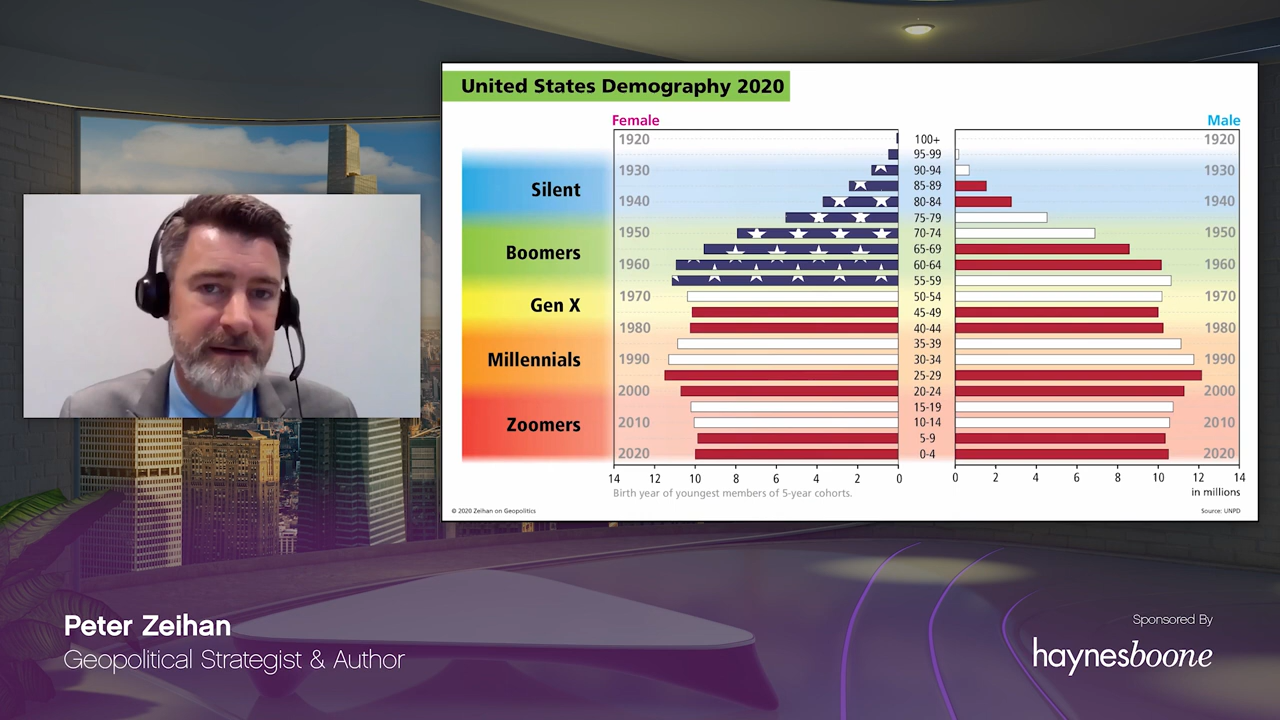 United States Demography 2020
Female
Male
1920 100+ 1920
95-99
1930 90-94 1930
Silent 85-89
1940 80-84 1940
75-79
1950 70-74 1950
Boomers 65-69
1960 60-64 1960
55-59
1970 50-54 1970
Gen X 45-49
1980 40-44 1980
35-39
Millennials 1990 30-34 1990
25-29
2000 20-24 2000
15-19
Zoomers 2010 10-14 2010
5-9
2020 0-4 2020
14 12 10 8 6 4 2 0 0 2 4 6 8 10 12 14
Birth year of youngest members of 5-year cohorts. in millions
© 2020 Zeihan on Geopolitics Source: UNPD
Peter Zeihan
Geopolitical Strategist & Author
Sponsored By
haynesboone